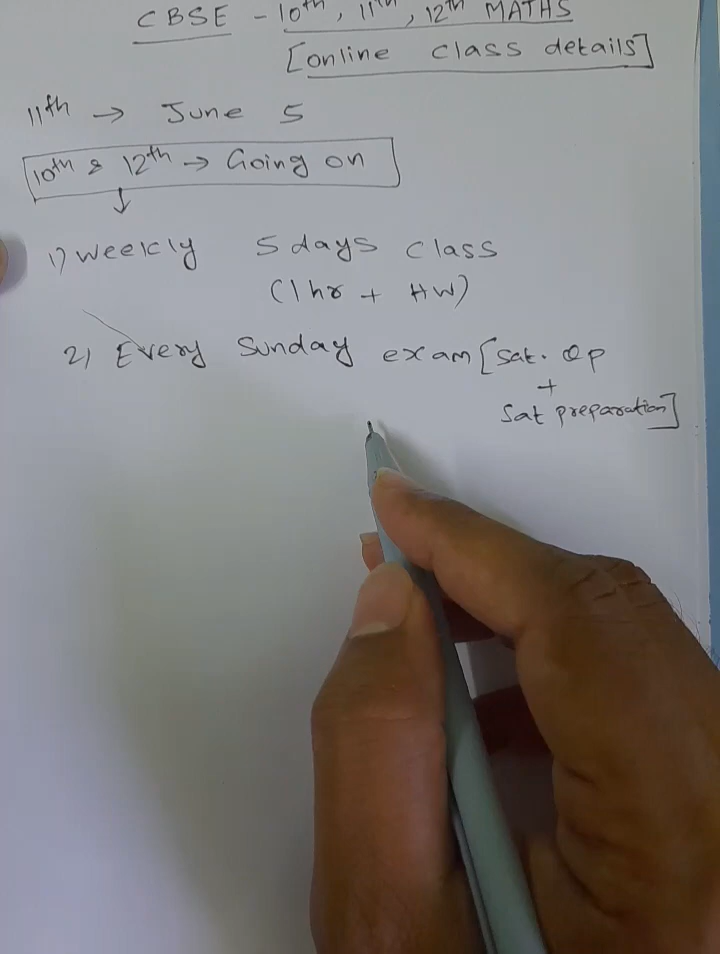 CBSE - 10th, 11th, 12th MATHS
[online class details]
11th → June 5
10th & 12th → Going on
↓
1) Weekly 5 days class
(1 hr + HW)
2) Every Sunday exam [Sat. QP
+
Sat preparation]